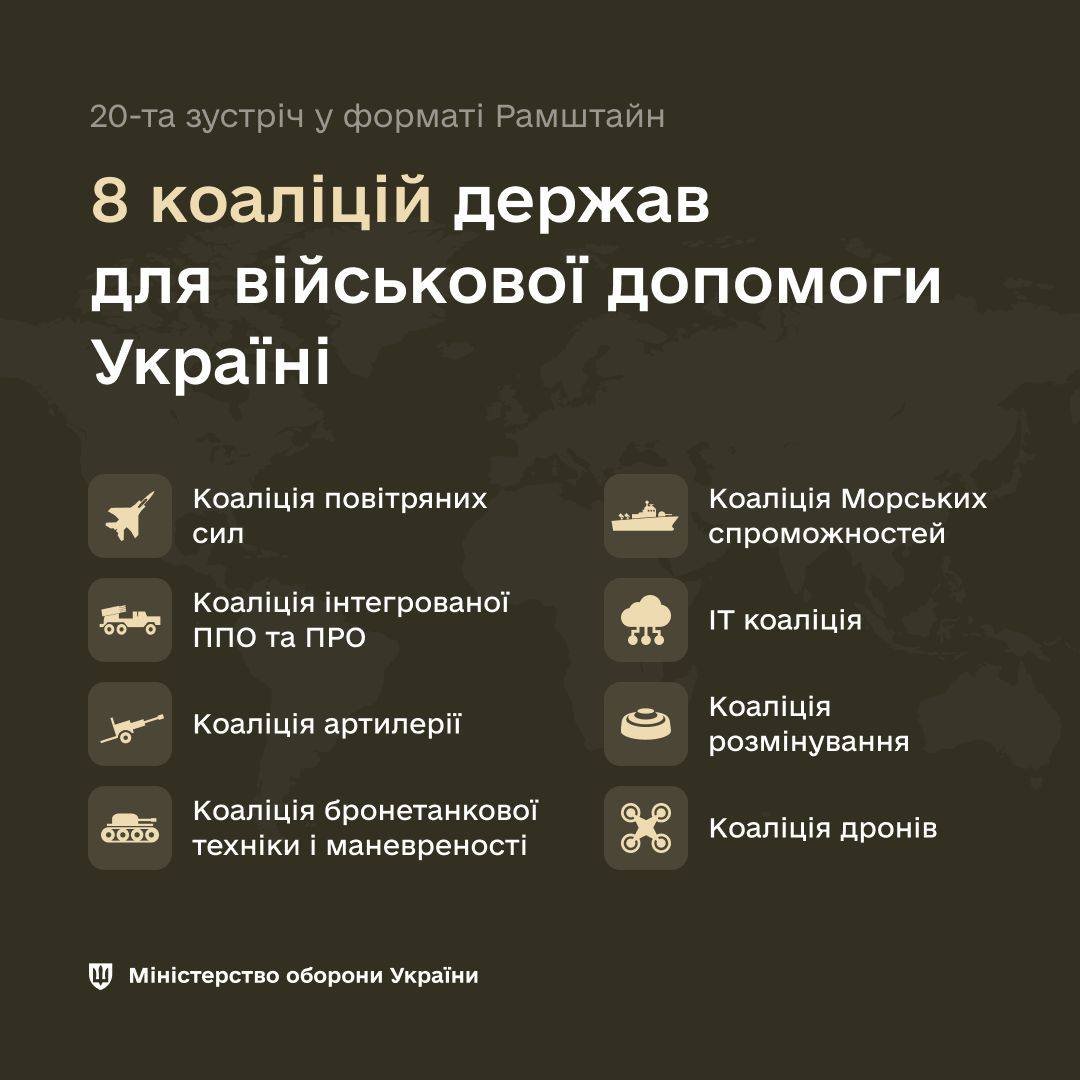 20-та зустріч у форматі Рамштайн
8 коаліцій держав
для військової допомоги
Україні
Коаліція повітряних
сил
Коаліція інтегрованої
ППО та ПРО
Коаліція артилерії
Коаліція бронетанкової
техніки і маневреності
Коаліція Морських
спроможностей
ІТ коаліція
Коаліція
розмінування
Коаліція дронів
Міністерство оборони України